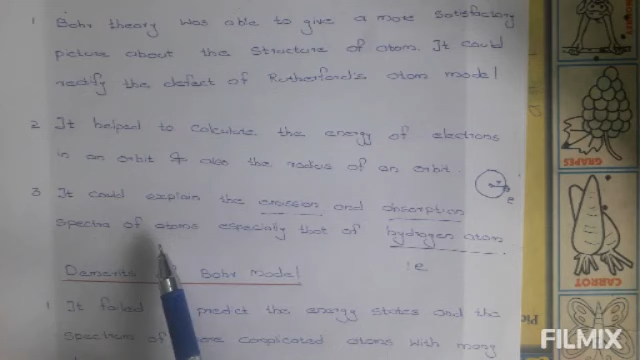 1 Bohr theory was able to give a more satisfactory
picture about the structure of atom. It could
rectify the defect of Rutherford's atom model
2 It helped to calculate the energy of electrons
in an orbit & also the radius of an orbit.
3 It could explain the emission and absorption
spectra of atoms especially that of hydrogen atom
1e
Demerits Bohr Model
1. It failed predict the energy states and the
spectrum of more complicated atoms with many
GRAPES
CARROT
FILMIX